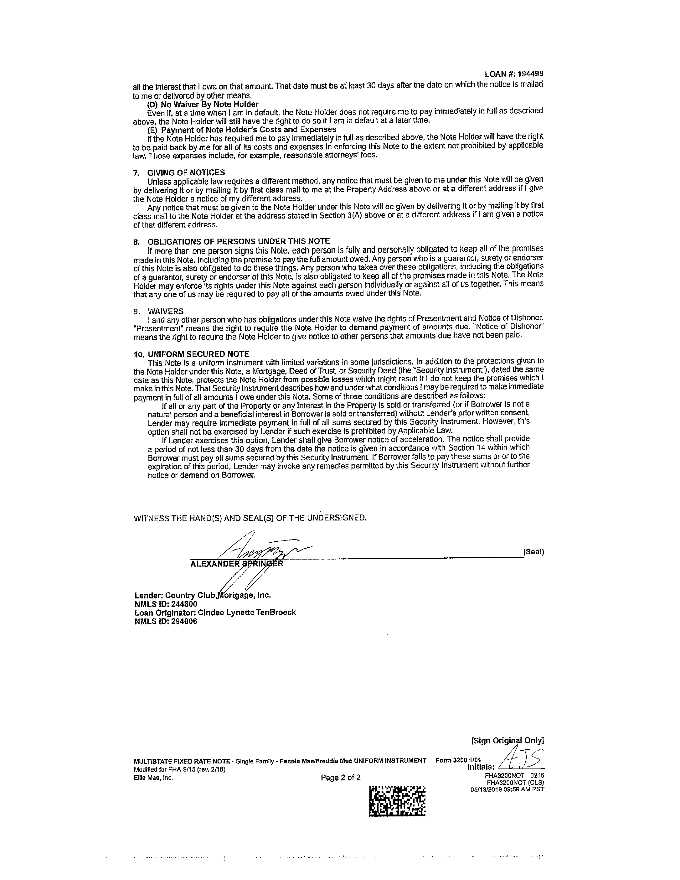 LOAN #: 194499
all the interest that I owe on that amount. That date must be at least 30 days after the date on which the notice is mailed
to me or delivered by other means.
(D) No Waiver By Note Holder
Even if, at a time when I am in default, the Note Holder does not require me to pay immediately in full as described
above, the Note Holder will still have the right to do so if I am in default at a later time.
(E) Payment of Note Holder's Costs and Expenses
If the Note Holder has required me to pay immediately in full as described above, the Note Holder will have the right
to be paid back by me for all of its costs and expenses in enforcing this Note to the extent not prohibited by applicable
law. Those expenses include, for example, reasonable attorneys' fees.
7. GIVING OF NOTICES
Unless applicable law requires a different method, any notice that must be given to me under this Note will be given
by delivering it or by mailing it by first class mail to me at the Property Address above or at a different address if I give
the Note Holder a notice of my different address.
Any notice that must be given to the Note Holder under this Note will be given by delivering it or by mailing it by first
class mail to the Note Holder at the address stated in Section 3(A) above or at a different address if I am given a notice
of that different address.
8. OBLIGATIONS OF PERSONS UNDER THIS NOTE
If more than one person signs this Note, each person is fully and personally obligated to keep all of the promises
made in this Note, including the promise to pay the full amount owed. Any person who is a guarantor, surety or endorser
of this Note is also obligated to do these things. Any person who takes over these obligations, including the obligations
of a guarantor, surety or endorser of this Note, is also obligated to keep all of the promises made in this Note. The Note
Holder may enforce its rights under this Note against each person individually or against all of us together. This means
that any one of us may be required to pay all of the amounts owed under this Note.
9. WAIVERS
I and any other person who has obligations under this Note waive the rights of Presentment and Notice of Dishonor.
"Presentment" means the right to require the Note Holder to demand payment of amounts due. "Notice of Dishonor"
means the right to require the Note Holder to give notice to other persons that amounts due have not been paid.
10. UNIFORM SECURED NOTE
This Note is a uniform instrument with limited variations in some jurisdictions. In addition to the protections given to
the Note Holder under this Note, a Mortgage, Deed of Trust, or Security Deed (the "Security Instrument"), dated the same
date as this Note, protects the Note Holder from possible losses which might result if I do not keep the promises which I
make in this Note. That Security Instrument describes how and under what conditions I may be required to make immediate
payment in full of all amounts I owe under this Note. Some of those conditions are described as follows:
If all or any part of the Property or any Interest in the Property is sold or transferred (or if Borrower is not a
natural person and a beneficial interest in Borrower is sold or transferred) without Lender's prior written consent,
Lender may require immediate payment in full of all sums secured by this Security Instrument. However, this
option shall not be exercised by Lender if such exercise is prohibited by Applicable Law.
If Lender exercises this option, Lender shall give Borrower notice of acceleration. The notice shall provide
a period of not less than 30 days from the date the notice is given in accordance with Section 14 within which
Borrower must pay all sums secured by this Security Instrument. If Borrower fails to pay these sums prior to the
expiration of this period, Lender may invoke any remedies permitted by this Security Instrument without further
notice or demand on Borrower.
WITNESS THE HAND(S) AND SEAL(S) OF THE UNDERSIGNED.
(Seal)
ALEXANDER SPRINGER
Lender: Country Club Mortgage, Inc.
NMLS ID: 244800
Loan Originator: Cindee Lynette TenBroeck
NMLS ID: 294606
[Sign Original Only]
MULTISTATE FIXED RATE NOTE - Single Family - Fannie Mae/Freddie Mac UNIFORM INSTRUMENT Form 3200 1/01
Modified for FHA 9/15 (rev. 2/16)
Initials: AJS
Ellie Mae, Inc.
Page 2 of 2
FHA3200NOT 0216
FHA3200NOT (CLS)
05/13/2019 05:59 AM PST